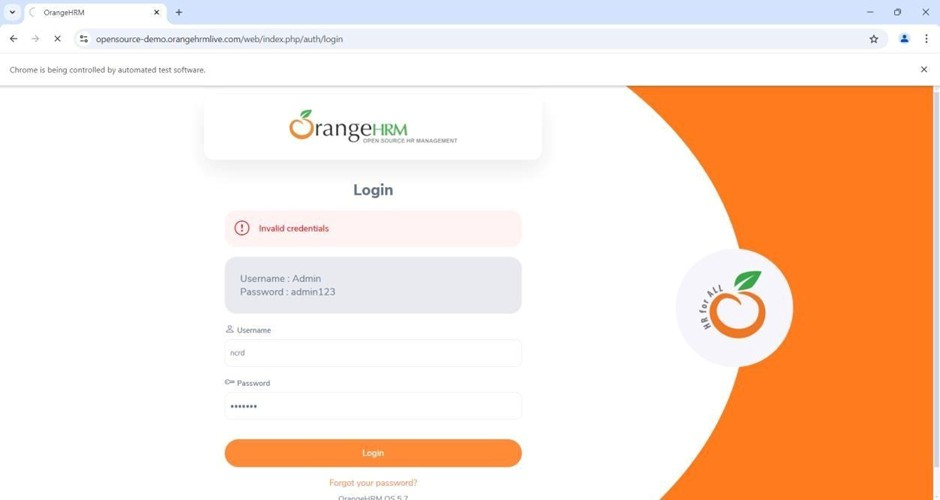 OrangeHRM
opensource-demo.orangehrmlive.com/web/index.php/auth/login
Chrome is being controlled by automated test software.
OrangeHRM
OPEN SOURCE HR MANAGEMENT
Login
Invalid credentials
Username : Admin
Password : admin123
HR for ALL
Username
ncrd
Password
•••••••
Login
Forgot your password?
OrangeHRM OS 5.7